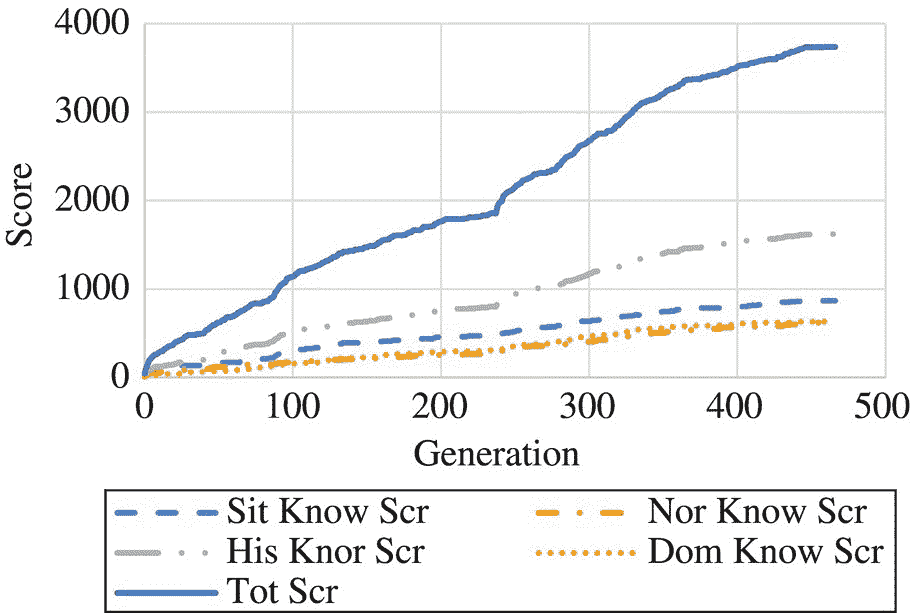 4000
3000
2000
1000
0
Score
0 100 200 300 400 500
Generation
Sit Know Scr Nor Know Scr
His Knor Scr Dom Know Scr
Tot Scr